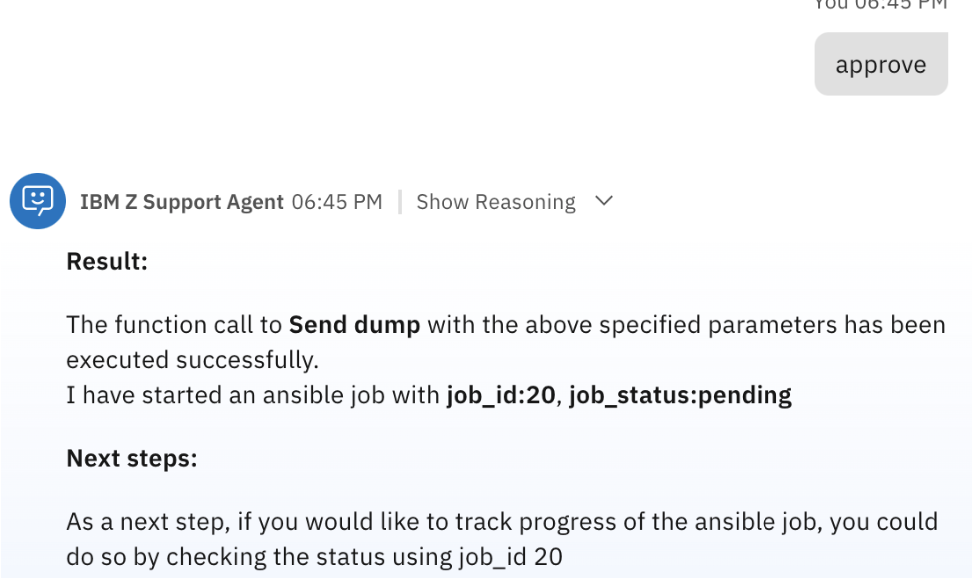 You 06:45 PM
approve
IBM Z Support Agent 06:45 PM | Show Reasoning
Result:
The function call to Send dump with the above specified parameters has been
executed successfully.
I have started an ansible job with job_id:20, job_status:pending
Next steps:
As a next step, if you would like to track progress of the ansible job, you could
do so by checking the status using job_id 20